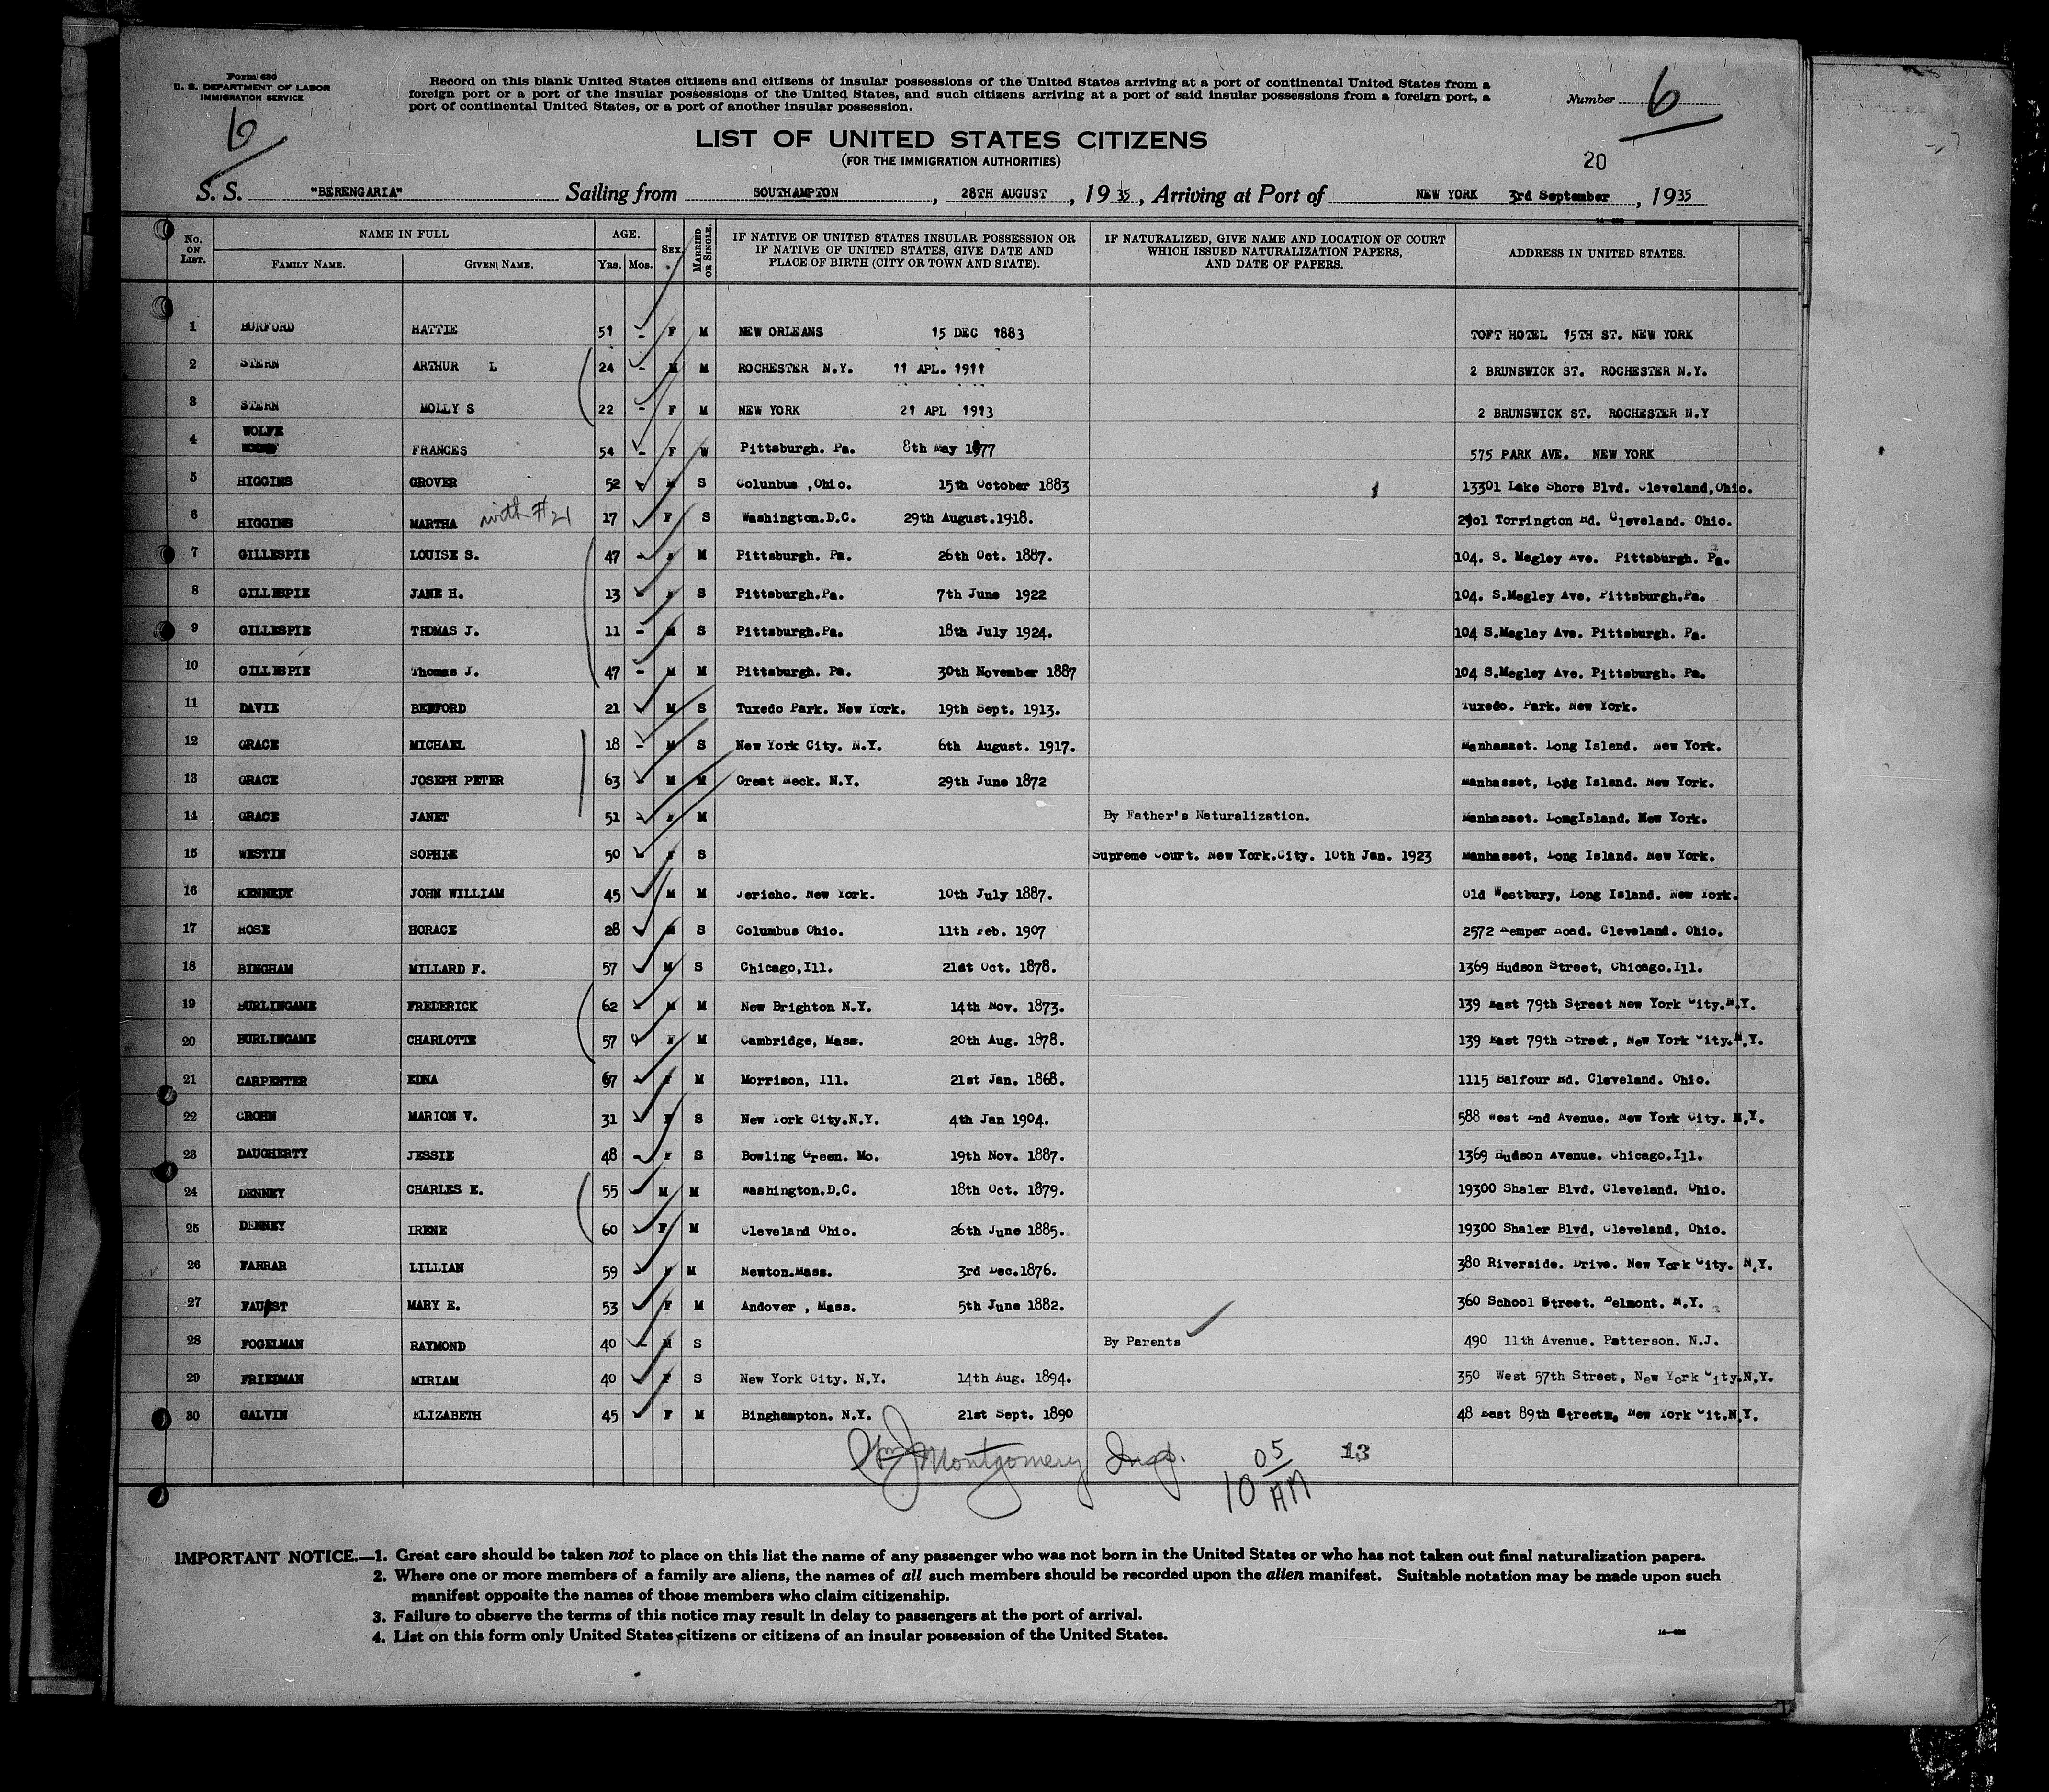 Form 630
U. S. DEPARTMENT OF LABOR
IMMIGRATION SERVICE
6
Record on this blank United States citizens and citizens of insular possessions of the United States arriving at a port of continental United States from a
foreign port or a port of the insular possessions of the United States, and such citizens arriving at a port of said insular possessions from a foreign port, a
port of continental United States, or a port of another insular possession.
Number 6
LIST OF UNITED STATES CITIZENS
(FOR THE IMMIGRATION AUTHORITIES)
20
S. S. "BERENGARIA" Sailing from SOUTHAMPTON, 28TH AUGUST, 1935, Arriving at Port of NEW YORK 3rd September, 1935
No. ON LIST. NAME IN FULL FAMILY NAME. GIVEN NAME. AGE. YRS. MOS. SEX. MARRIED OR SINGLE. IF NATIVE OF UNITED STATES INSULAR POSSESSION OR IF NATIVE OF UNITED STATES, GIVE DATE AND PLACE OF BIRTH (CITY OR TOWN AND STATE). IF NATURALIZED, GIVE NAME AND LOCATION OF COURT WHICH ISSUED NATURALIZATION PAPERS, AND DATE OF PAPERS. ADDRESS IN UNITED STATES.
1 BURFORD HATTIE 51 - F M NEW ORLEANS 15 DEC 1883 TOFT HOTEL 15TH ST. NEW YORK
2 STERN ARTHUR L 24 - M M ROCHESTER N.Y. 11 APL. 1911 2 BRUNSWICK ST. ROCHESTER N.Y.
3 STERN MOLLY S 22 - F M NEW YORK 21 APL 1913 2 BRUNSWICK ST. ROCHESTER N.Y
4 WOLFE FRANCES 54 - F W Pittsburgh. Pa. 8th May 1877 575 PARK AVE. NEW YORK
5 HIGGINS GROVER 52 M S Columbus ,Ohio. 15th October 1883 13301 Lake Shore Blvd. Cleveland,Ohio.
6 HIGGINS MARTHA with #21 17 F S Washington.D.C. 29th August.1918. 2901 Torrington Rd. Cleveland. Ohio.
7 GILLESPIE LOUISE S. 47 - F M Pittsburgh. Pa. 26th Oct. 1887. 104. S. Megley Ave. Pittsburgh. Pa.
8 GILLESPIE JANE H. 13 - F S Pittsburgh.Pa. 7th June 1922 104. S.Megley Ave. Pittsburgh.Pa.
9 GILLESPIE THOMAS J. 11 - M S Pittsburgh.Pa. 18th July 1924. 104 S.Megley Ave. Pittsburgh. Pa.
10 GILLESPIE Thomas J. 47 - M M Pittsburgh. Pa. 30th November 1887 104 S.Megley Ave. Pittsburgh. Pa.
11 DAVIE BEDFORD 21 M S Tuxedo Park. New York. 19th Sept. 1913. Tuxedo. Park. New York.
12 GRACE MICHAEL 18 - M S New York City. N.Y. 6th August. 1917. Manhasset. Long Island. New York.
13 GRACE JOSEPH PETER 63 M M Great Neck. N.Y. 29th June 1872 Manhasset, Long Island. New York.
14 GRACE JANET 51 F M By Father's Naturalization. Manhasset. LongIsland. New York.
15 WESTIN SOPHIE 50 F S Supreme Court. New York.City. 10th Jan. 1923 Manhasset, Long Island. New York.
16 KENNEDY JOHN WILLIAM 45 M M Jericho. New York. 10th July 1887. Old Westbury, Long Island. New York.
17 ROSE HORACE 28 M S Columbus Ohio. 11th Feb. 1907 2572 Kemper Road. Cleveland. Ohio.
18 BINGHAM MILLARD F. 57 M S Chicago,Ill. 21st Oct. 1878. 1369 Hudson Street, Chicago.Ill.
19 BURLINGAME FREDERICK 62 M M New Brighton N.Y. 14th Nov. 1873. 139 East 79th Street New York City.N.Y.
20 BURLINGAME CHARLOTTE 57 F M Cambridge, Mass. 20th Aug. 1878. 139 East 79th Street, New York City.N.Y.
21 CARPENTER EDNA 67 F M Morrison, Ill. 21st Jan. 1868. 1115 Balfour Rd. Cleveland. Ohio.
22 CROHN MARION V. 31 F S New York City.N.Y. 4th Jan 1904. 588 West End Avenue. New York City. N.Y.
23 DAUGHERTY JESSIE 48 F S Bowling Green. Mo. 19th Nov. 1887. 1369 Hudson Avenue. Chicago.Ill.
24 DENNEY CHARLES E. 55 M M Washington.D.C. 18th Oct. 1879. 19300 Shaler Blvd. Cleveland. Ohio.
25 DENNEY IRENE 60 F M Cleveland Ohio. 26th June 1885. 19300 Shaler Blvd, Cleveland, Ohio.
26 FARRAR LILLIAN 59 F M Newton.Mass. 3rd Dec.1876. 380 Riverside. Drive. New York City. N.Y.
27 FAUST MARY E. 53 F M Andover , Mass. 5th June 1882. 360 School Street. Belmont. N.Y.
28 FOGELMAN RAYMOND 40 M S By Parents 490 11th Avenue. Patterson. N.J.
29 FRIEDMAN MIRIAM 40 F S New York City. N.Y. 14th Aug. 1894. 350 West 57th Street, New York City.N.Y.
30 GALVIN ELIZABETH 45 F M Binghampton. N.Y. 21st Sept. 1890 48 East 89th Street, New York Cit.N.Y.
Montgomery Insp. 10 05 AM 13
IMPORTANT NOTICE.—1. Great care should be taken not to place on this list the name of any passenger who was not born in the United States or who has not taken out final naturalization papers.
2. Where one or more members of a family are aliens, the names of all such members should be recorded upon the alien manifest. Suitable notation may be made upon such
manifest opposite the names of those members who claim citizenship.
3. Failure to observe the terms of this notice may result in delay to passengers at the port of arrival.
4. List on this form only United States citizens or citizens of an insular possession of the United States.